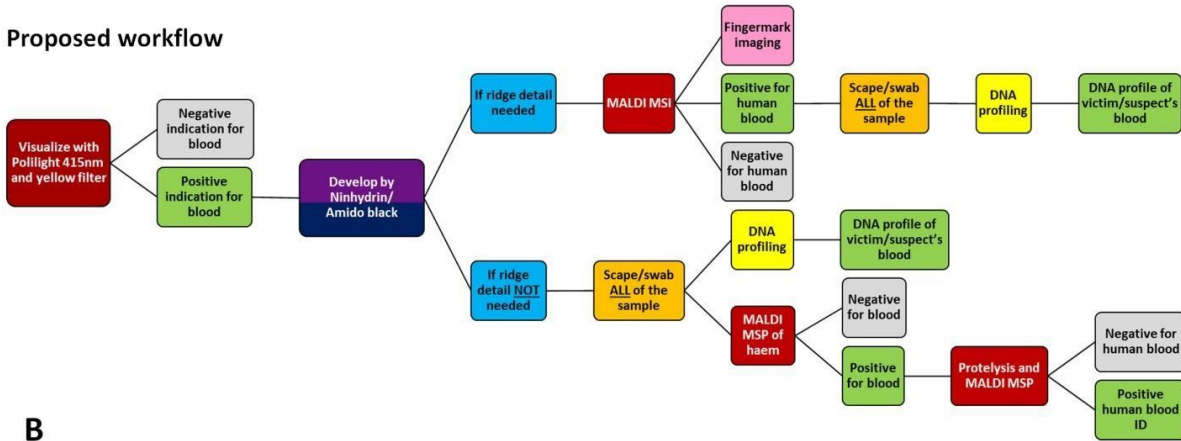 Proposed workflow
Visualize with
Polilight 415nm
and yellow filter
Negative
indication for
blood
Positive
indication for
blood
Develop by
Ninhydrin/
Amido black
If ridge detail
needed
MALDI MSI
Fingermark
imaging
Positive for
human
blood
Negative for
human blood
Scape/swab
ALL of the
sample
DNA
profiling
DNA profile of
victim/suspect's
blood
If ridge
detail NOT
needed
Scape/swab
ALL of the
sample
DNA
profiling
DNA profile of
victim/suspect's
blood
MALDI
MSP of
haem
Negative
for blood
Positive
for blood
Protelysis and
MALDI MSP
Negative for
human blood
Positive
human blood
ID
B